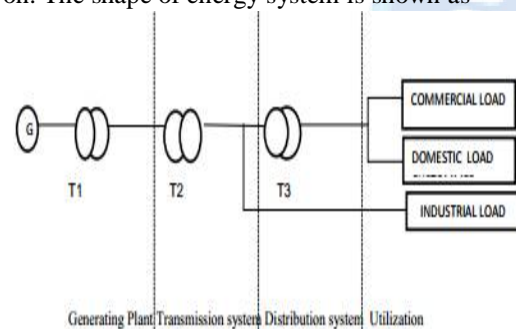 on. The shape of energy system is shown as
COMMERCIAL LOAD
G
DOMESTIC LOAD
T1
T2
T3
INDUSTRIAL LOAD
Generating Plant Transmission system Distribution system Utilization